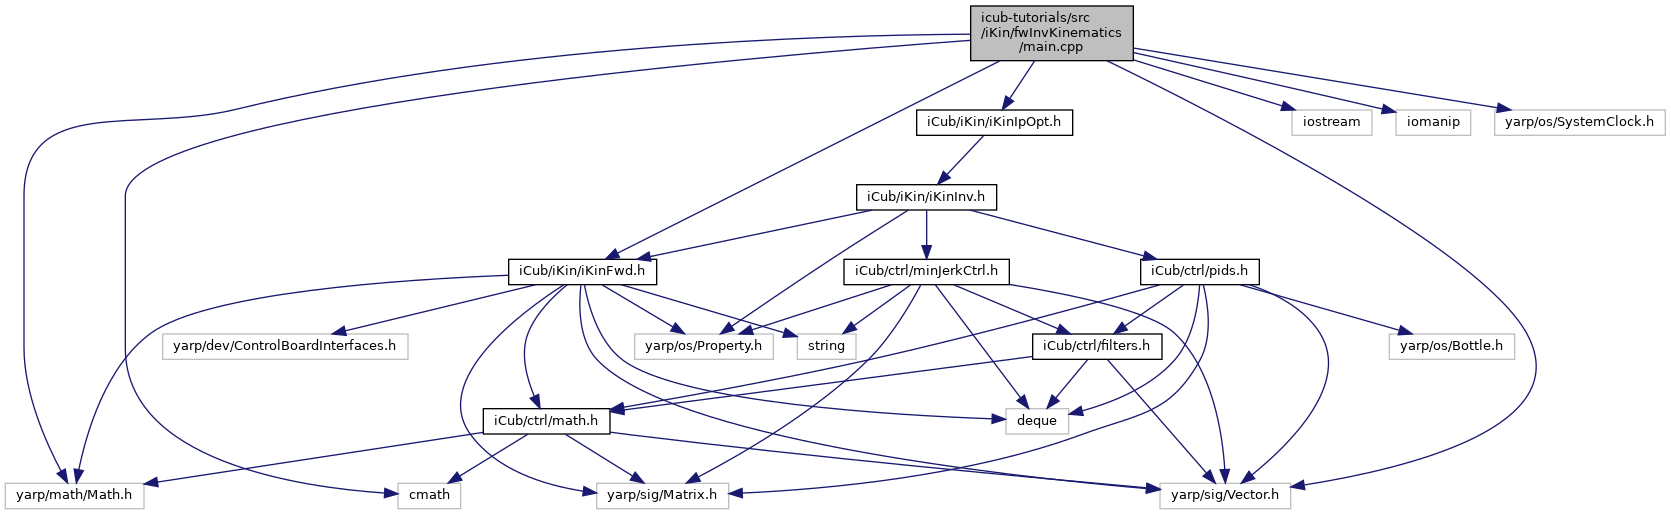 icub-tutorials/src
/iKin/fwInvKinematics
/main.cpp
iCub/iKin/iKinIpOpt.h
iostream
iomanip
yarp/os/SystemClock.h
iCub/iKin/iKinInv.h
iCub/iKin/iKinFwd.h
iCub/ctrl/minJerkCtrl.h
iCub/ctrl/pids.h
yarp/dev/ControlBoardInterfaces.h
yarp/os/Property.h
string
iCub/ctrl/filters.h
yarp/os/Bottle.h
iCub/ctrl/math.h
deque
yarp/math/Math.h
cmath
yarp/sig/Matrix.h
yarp/sig/Vector.h